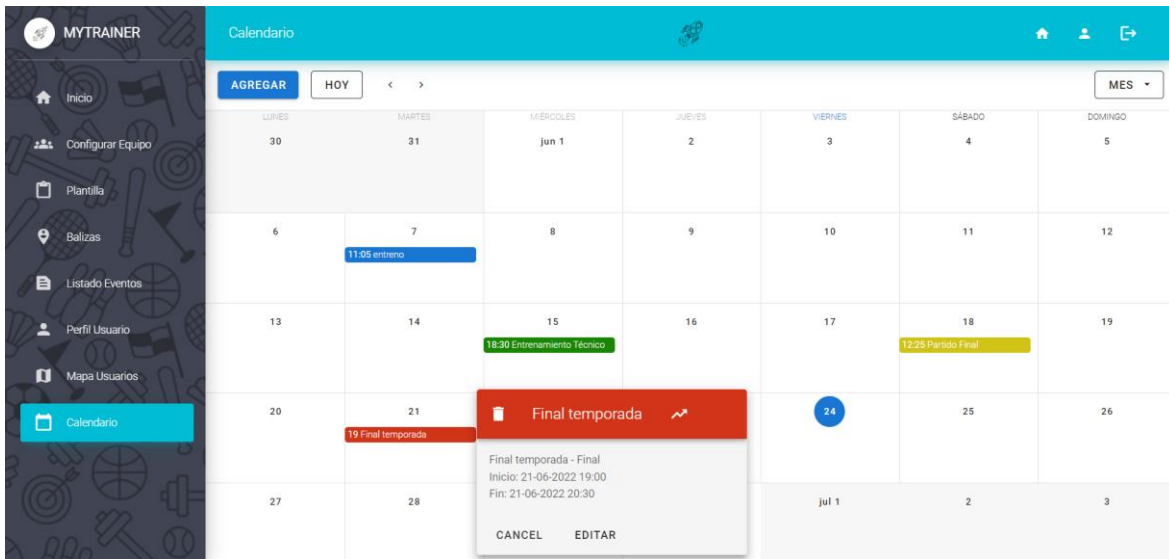 MYTRAINER
Calendario
Inicio
Configurar Equipo
Plantilla
Balizas
Listado Eventos
Perfil Usuario
Mapa Usuarios
Calendario
AGREGAR HOY < > MES
LUNES MARTES MIÉRCOLES JUEVES VIERNES SÁBADO DOMINGO
30 31 jun 1 2 3 4 5
6 7 8 9 10 11 12
11:05 entreno
13 14 15 16 17 18 19
18:30 Entrenamiento Técnico 12:25 Partido Final
20 21 24 25 26
19 Final temporada
27 28 jul 1 2 3
Final temporada
Final temporada - Final
Inicio: 21-06-2022 19:00
Fin: 21-06-2022 20:30
CANCEL EDITAR